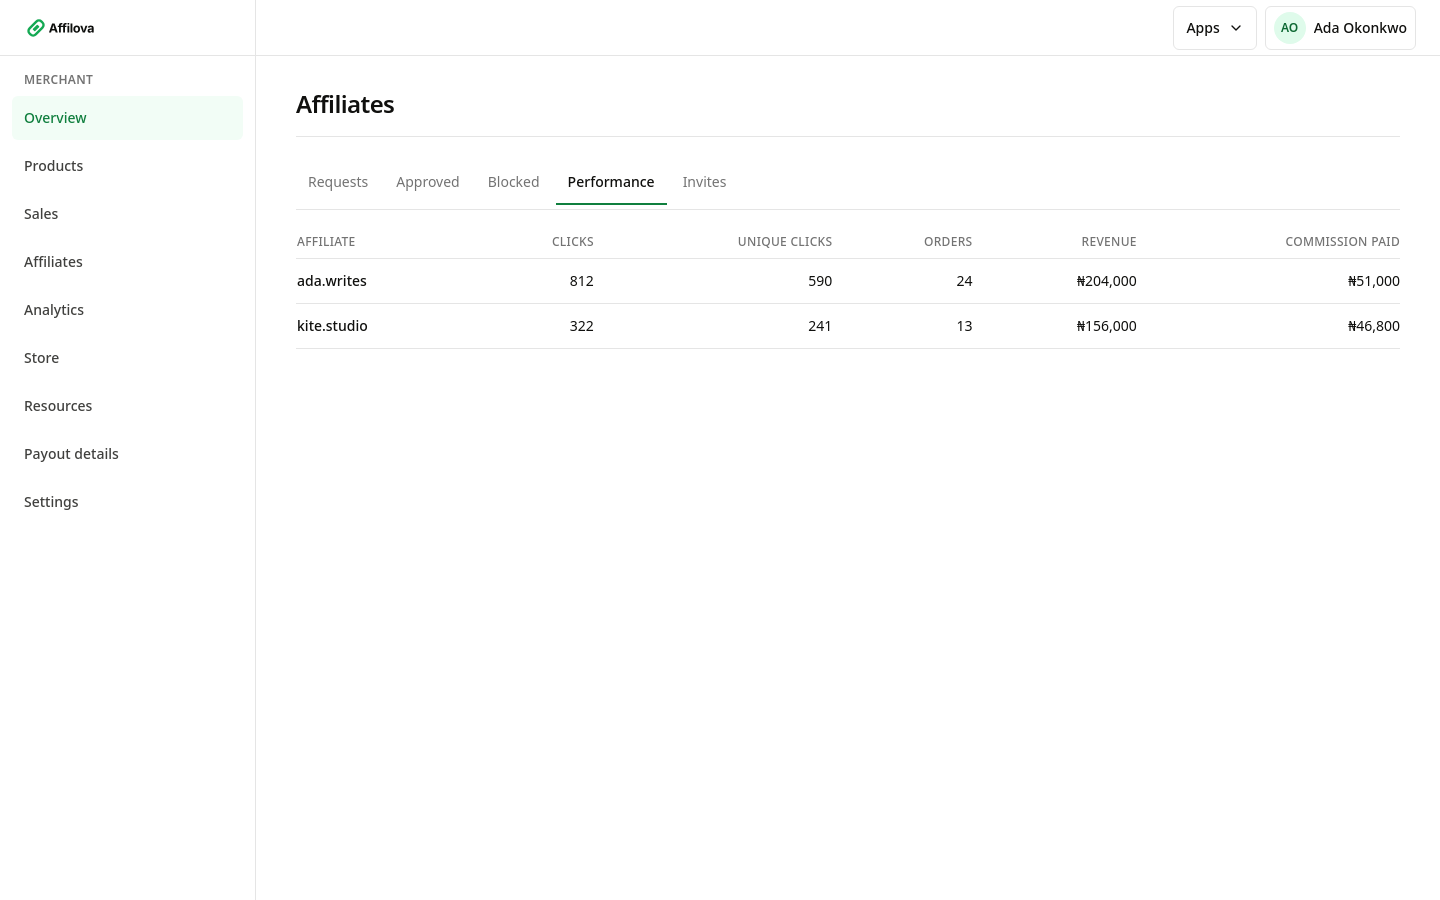 Affilova
Apps
AO Ada Okonkwo
MERCHANT
Overview
Products
Sales
Affiliates
Analytics
Store
Resources
Payout details
Settings
Affiliates
Requests Approved Blocked Performance Invites
AFFILIATE CLICKS UNIQUE CLICKS ORDERS REVENUE COMMISSION PAID
ada.writes 812 590 24 ₦204,000 ₦51,000
kite.studio 322 241 13 ₦156,000 ₦46,800